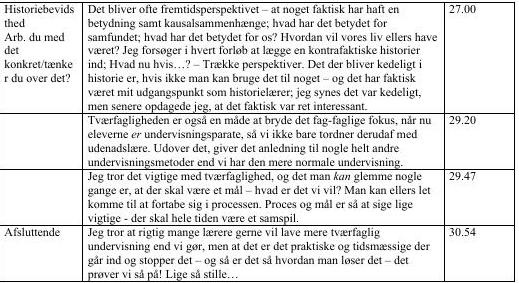 Historiebevids
thed
Arb. du med
det
konkret/tænke
r du over det?
Det bliver ofte fremtidsperspektivet – at noget faktisk har haft en
betydning samt kausalsammenhænge; hvad har det betydet for
samfundet; hvad har det betydet for os? Hvordan vil vores liv ellers have
været? Jeg forsøger i hvert forløb at lægge en kontrafaktiske historier
ind; Hvad nu hvis…? – Trække perspektiver. Det der bliver kedeligt i
historie er, hvis ikke man kan bruge det til noget – og det har faktisk
været mit udgangspunkt som historielærer; jeg synes det var kedeligt,
men senere opdagede jeg, at det faktisk var ret interessant.
27.00
Tværfagligheden er også en måde at bryde det fag-faglige fokus, når nu
eleverne er undervisningsparate, så vi ikke bare tordner derudaf med
udenadslære. Udover det, giver det anledning til nogle helt andre
undervisningsmetoder end vi har den mere normale undervisning.
29.20
Jeg tror det vigtige med tværfaglighed, og det man kan glemme nogle
gange er, at der skal være et mål – hvad er det vi vil? Man kan ellers let
komme til at fortabe sig i processen. Proces og mål er så at sige lige
vigtige - der skal hele tiden være et samspil.
29.47
Afsluttende
Jeg tror at rigtig mange lærere gerne vil lave mere tværfaglig
undervisning end vi gør, men at det er det praktiske og tidsmæssige der
går ind og stopper det – og så er det så hvordan man løser det – det
prøver vi så på! Lige så stille…
30.54